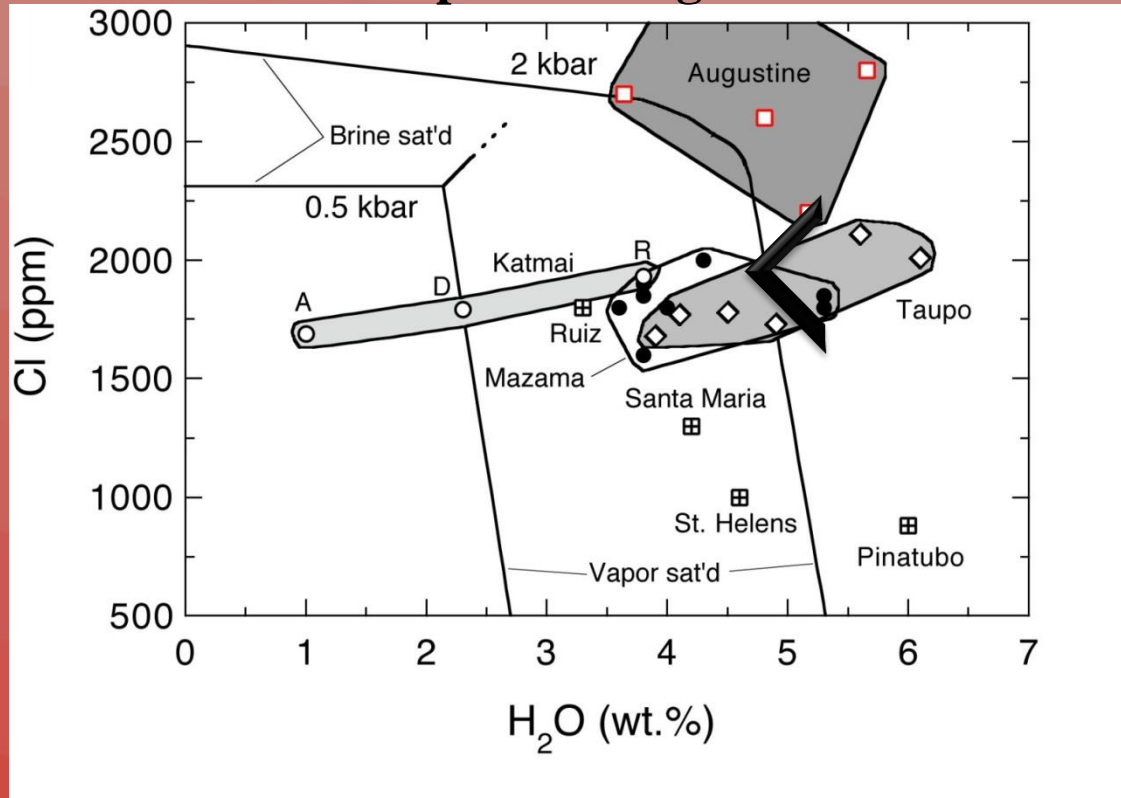 3000
2500
2000
1500
1000
500
Cl (ppm)
2 kbar
Augustine
Brine sat'd
0.5 kbar
Katmai
R
D
A
Ruiz
Taupo
Mazama
Santa Maria
St. Helens
Pinatubo
Vapor sat'd
0 1 2 3 4 5 6 7
H2O (wt.%)